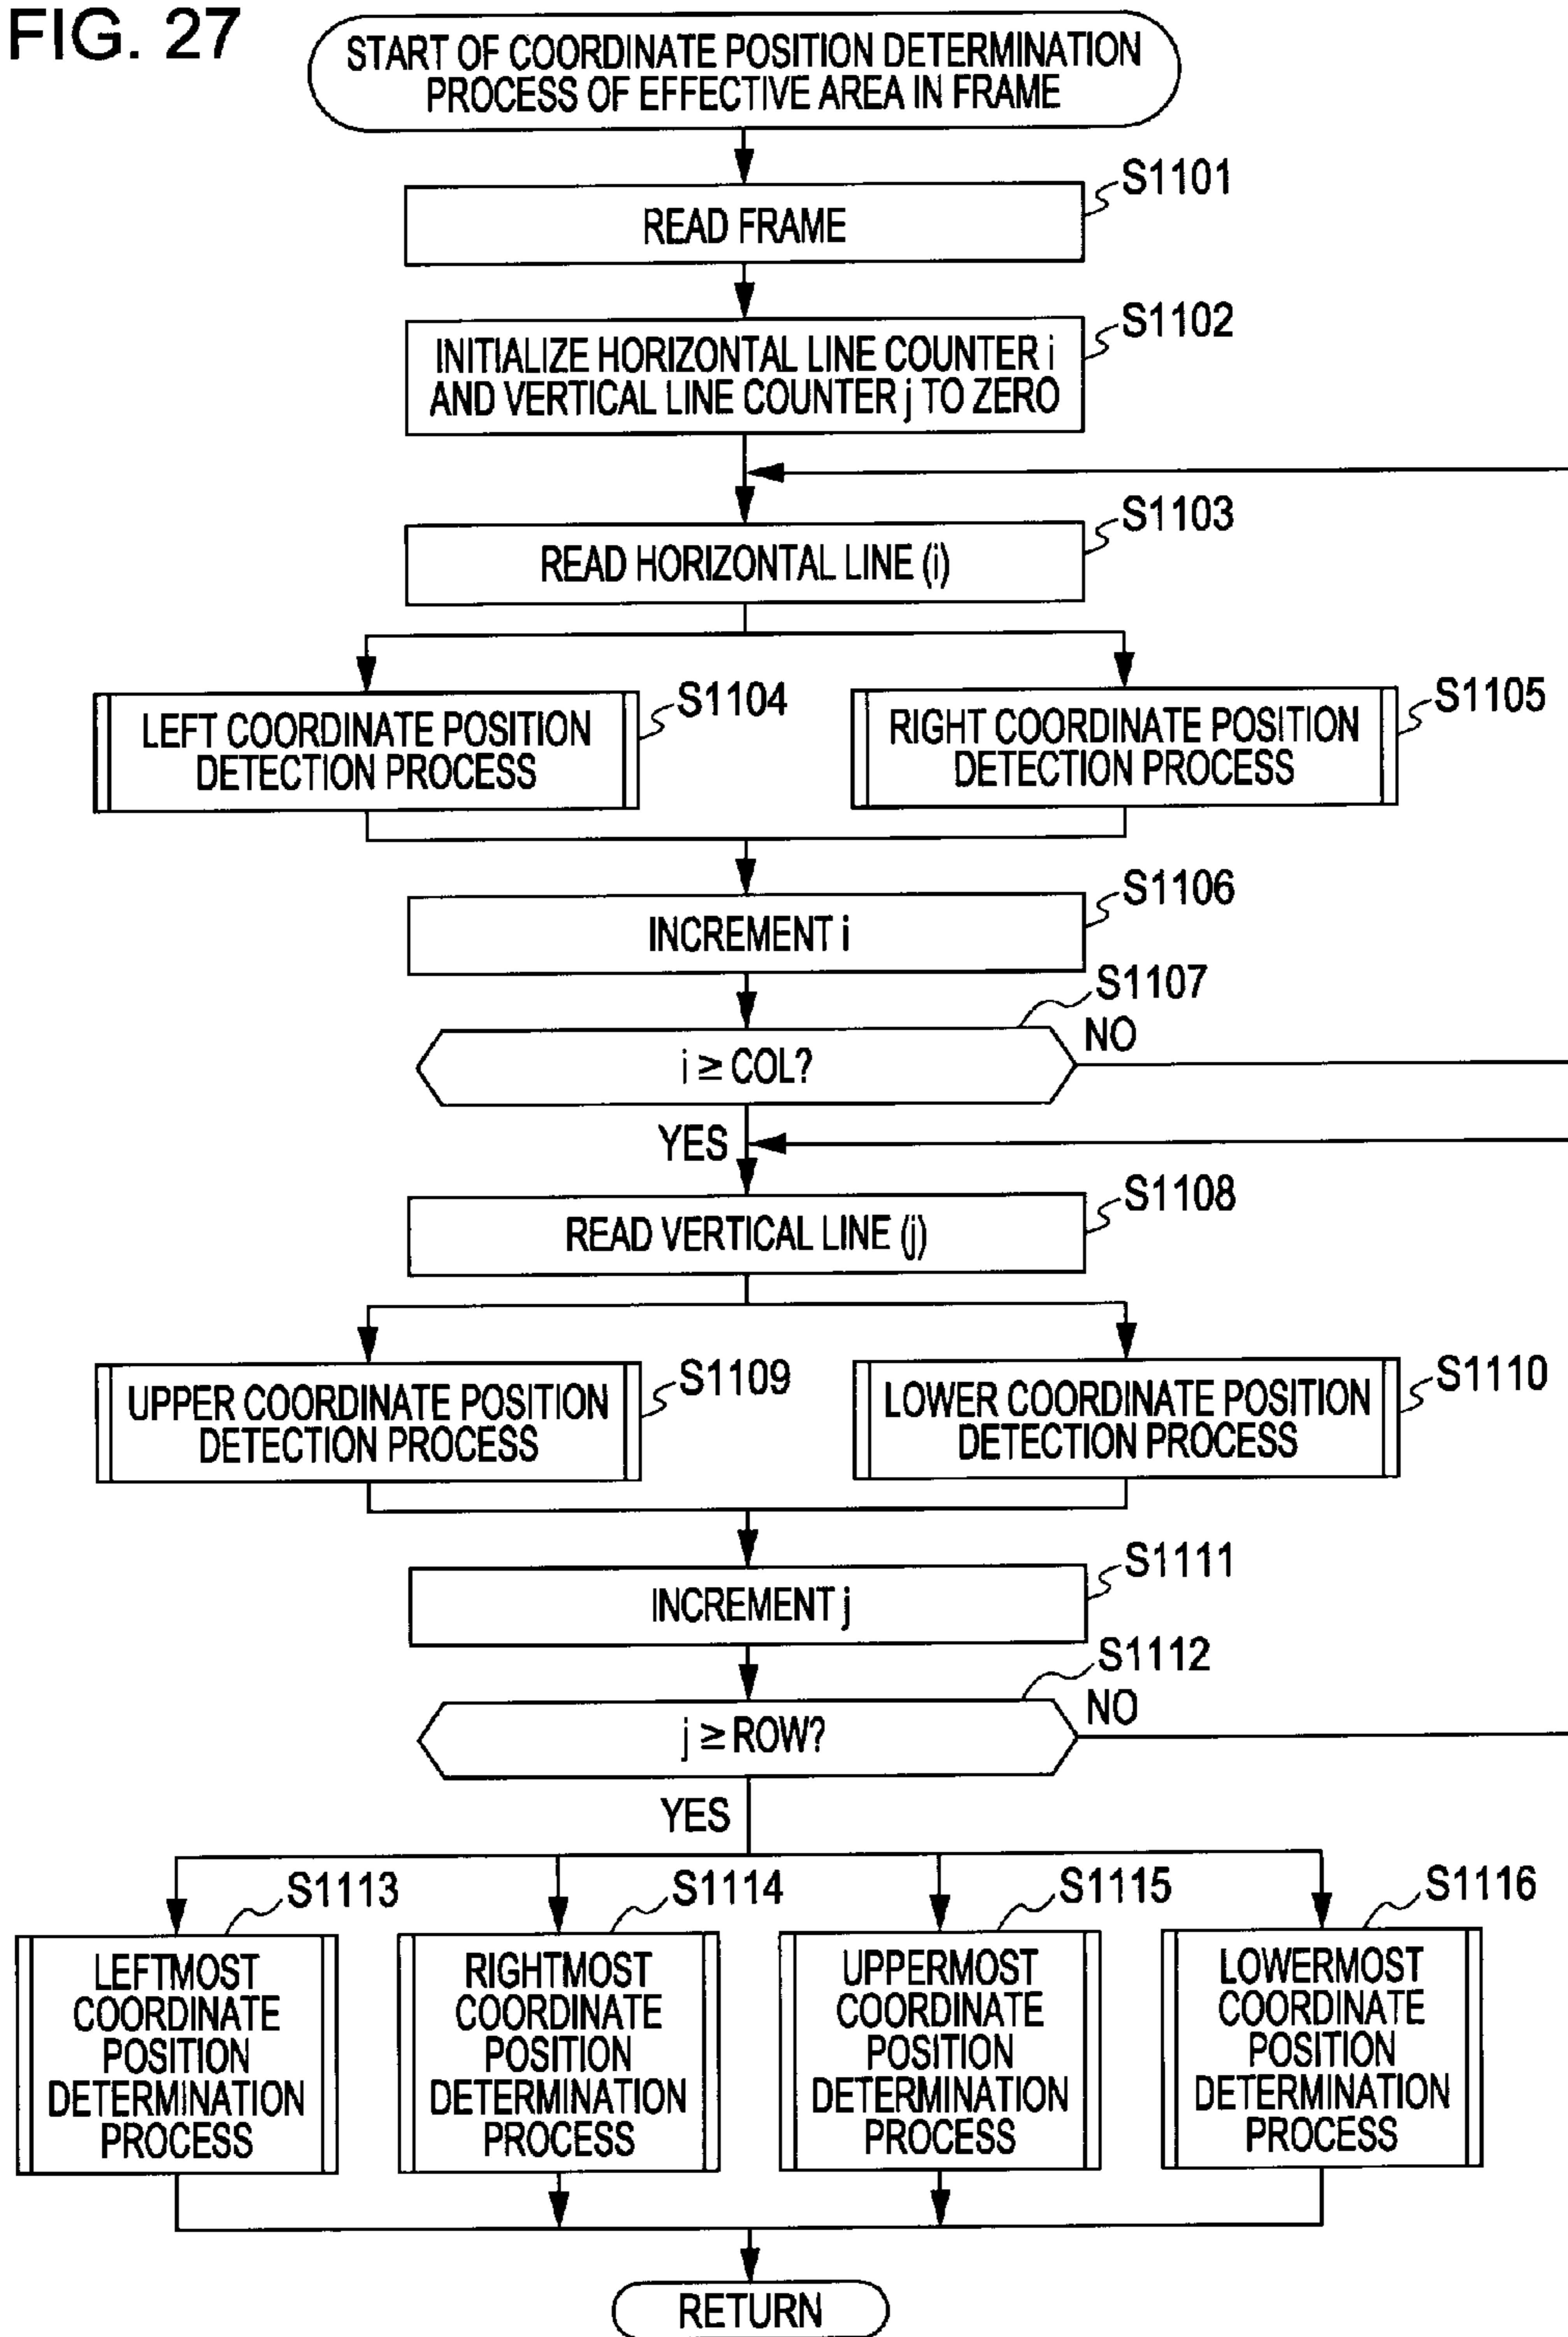 FIG. 27
START OF COORDINATE POSITION DETERMINATION
PROCESS OF EFFECTIVE AREA IN FRAME
S1101
READ FRAME
S1102
INITIALIZE HORIZONTAL LINE COUNTER i
AND VERTICAL LINE COUNTER j TO ZERO
S1103
READ HORIZONTAL LINE (i)
S1104
LEFT COORDINATE POSITION
DETECTION PROCESS
S1105
RIGHT COORDINATE POSITION
DETECTION PROCESS
S1106
INCREMENT i
S1107
i ≥ COL?
NO
YES
S1108
READ VERTICAL LINE (j)
S1109
UPPER COORDINATE POSITION
DETECTION PROCESS
S1110
LOWER COORDINATE POSITION
DETECTION PROCESS
S1111
INCREMENT j
S1112
j ≥ ROW?
NO
YES
S1113
LEFTMOST
COORDINATE
POSITION
DETERMINATION
PROCESS
S1114
RIGHTMOST
COORDINATE
POSITION
DETERMINATION
PROCESS
S1115
UPPERMOST
COORDINATE
POSITION
DETERMINATION
PROCESS
S1116
LOWERMOST
COORDINATE
POSITION
DETERMINATION
PROCESS
RETURN